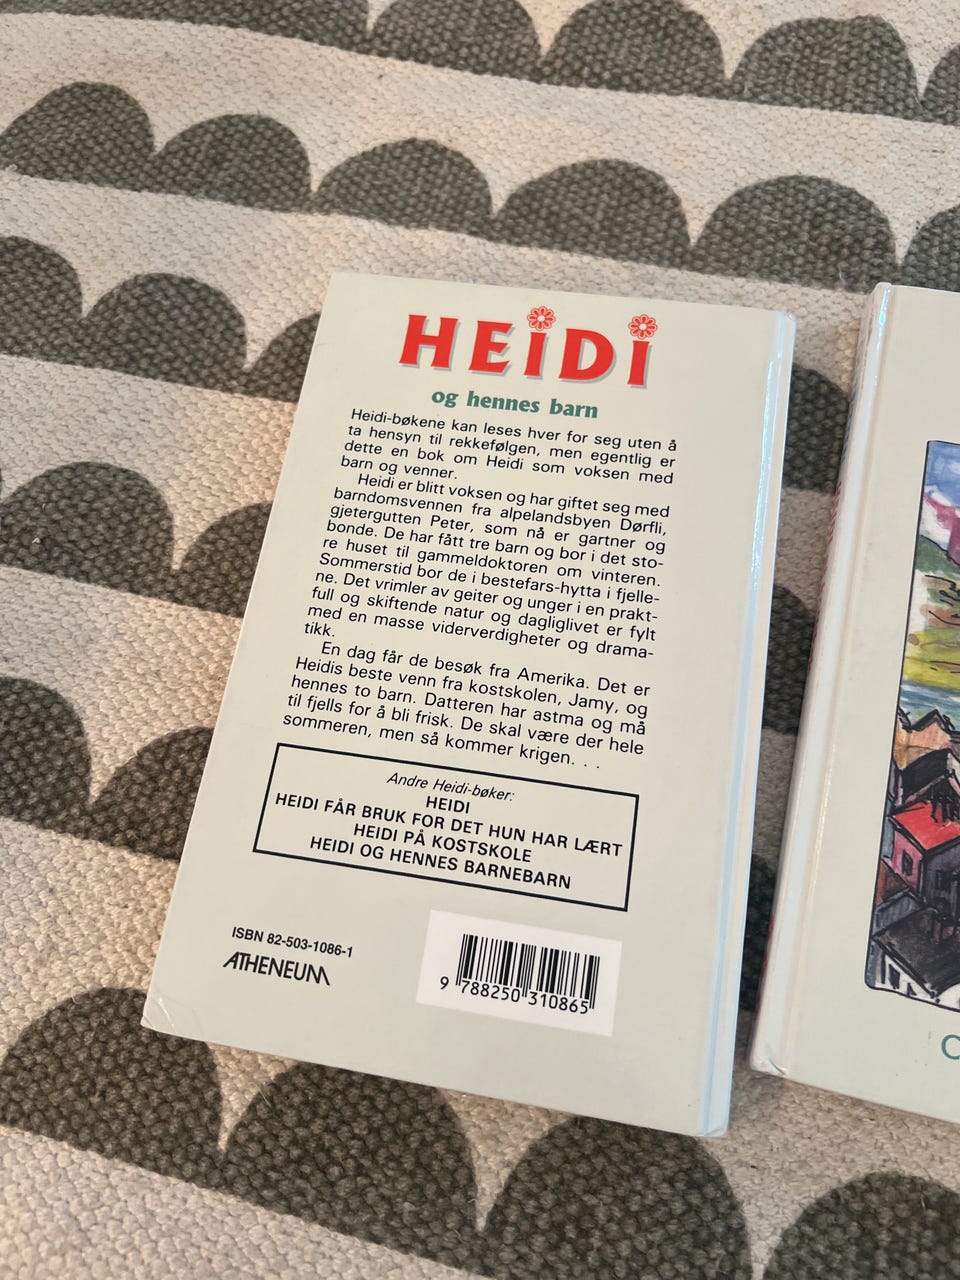 HEIDI
og hennes barn
Heidi-bøkene kan leses hver for seg uten å
ta hensyn til rekkefølgen, men egentlig er
dette en bok om Heidi som voksen med
barn og venner.
Heidi er blitt voksen og har giftet seg med
barndomsvennen fra alpelandsbyen Dørfli,
gjetergutten Peter, som nå er gartner og
bonde. De har fått tre barn og bor i det sto-
re huset til gammeldoktoren om vinteren.
Sommerstid bor de i bestefars-hytta i fjelle-
ne. Det vrimler av geiter og unger i en prakt-
full og skiftende natur og dagliglivet er fylt
med en masse viderverdigheter og drama-
tikk.
En dag får de besøk fra Amerika. Det er
Heidis beste venn fra kostskolen, Jamy, og
hennes to barn. Datteren har astma og må
til fjells for å bli frisk. De skal være der hele
sommeren, men så kommer krigen. . .
Andre Heidi-bøker:
HEIDI
HEIDI FÅR BRUK FOR DET HUN HAR LÆRT
HEIDI PÅ KOSTSKOLE
HEIDI OG HENNES BARNEBARN
ISBN 82-503-1086-1
ATHENEUM
9 788250 310865